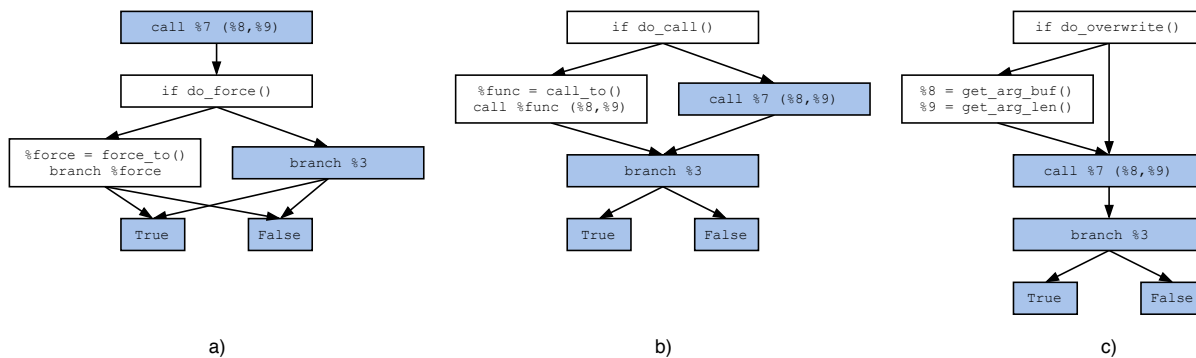 call %7 (%8,%9)
if do_force()
%force = force_to()
branch %force
branch %3
True
False
a)
if do_call()
%func = call_to()
call %func (%8,%9)
call %7 (%8,%9)
branch %3
True
False
b)
if do_overwrite()
%8 = get_arg_buf()
%9 = get_arg_len()
call %7 (%8,%9)
branch %3
True
False
c)